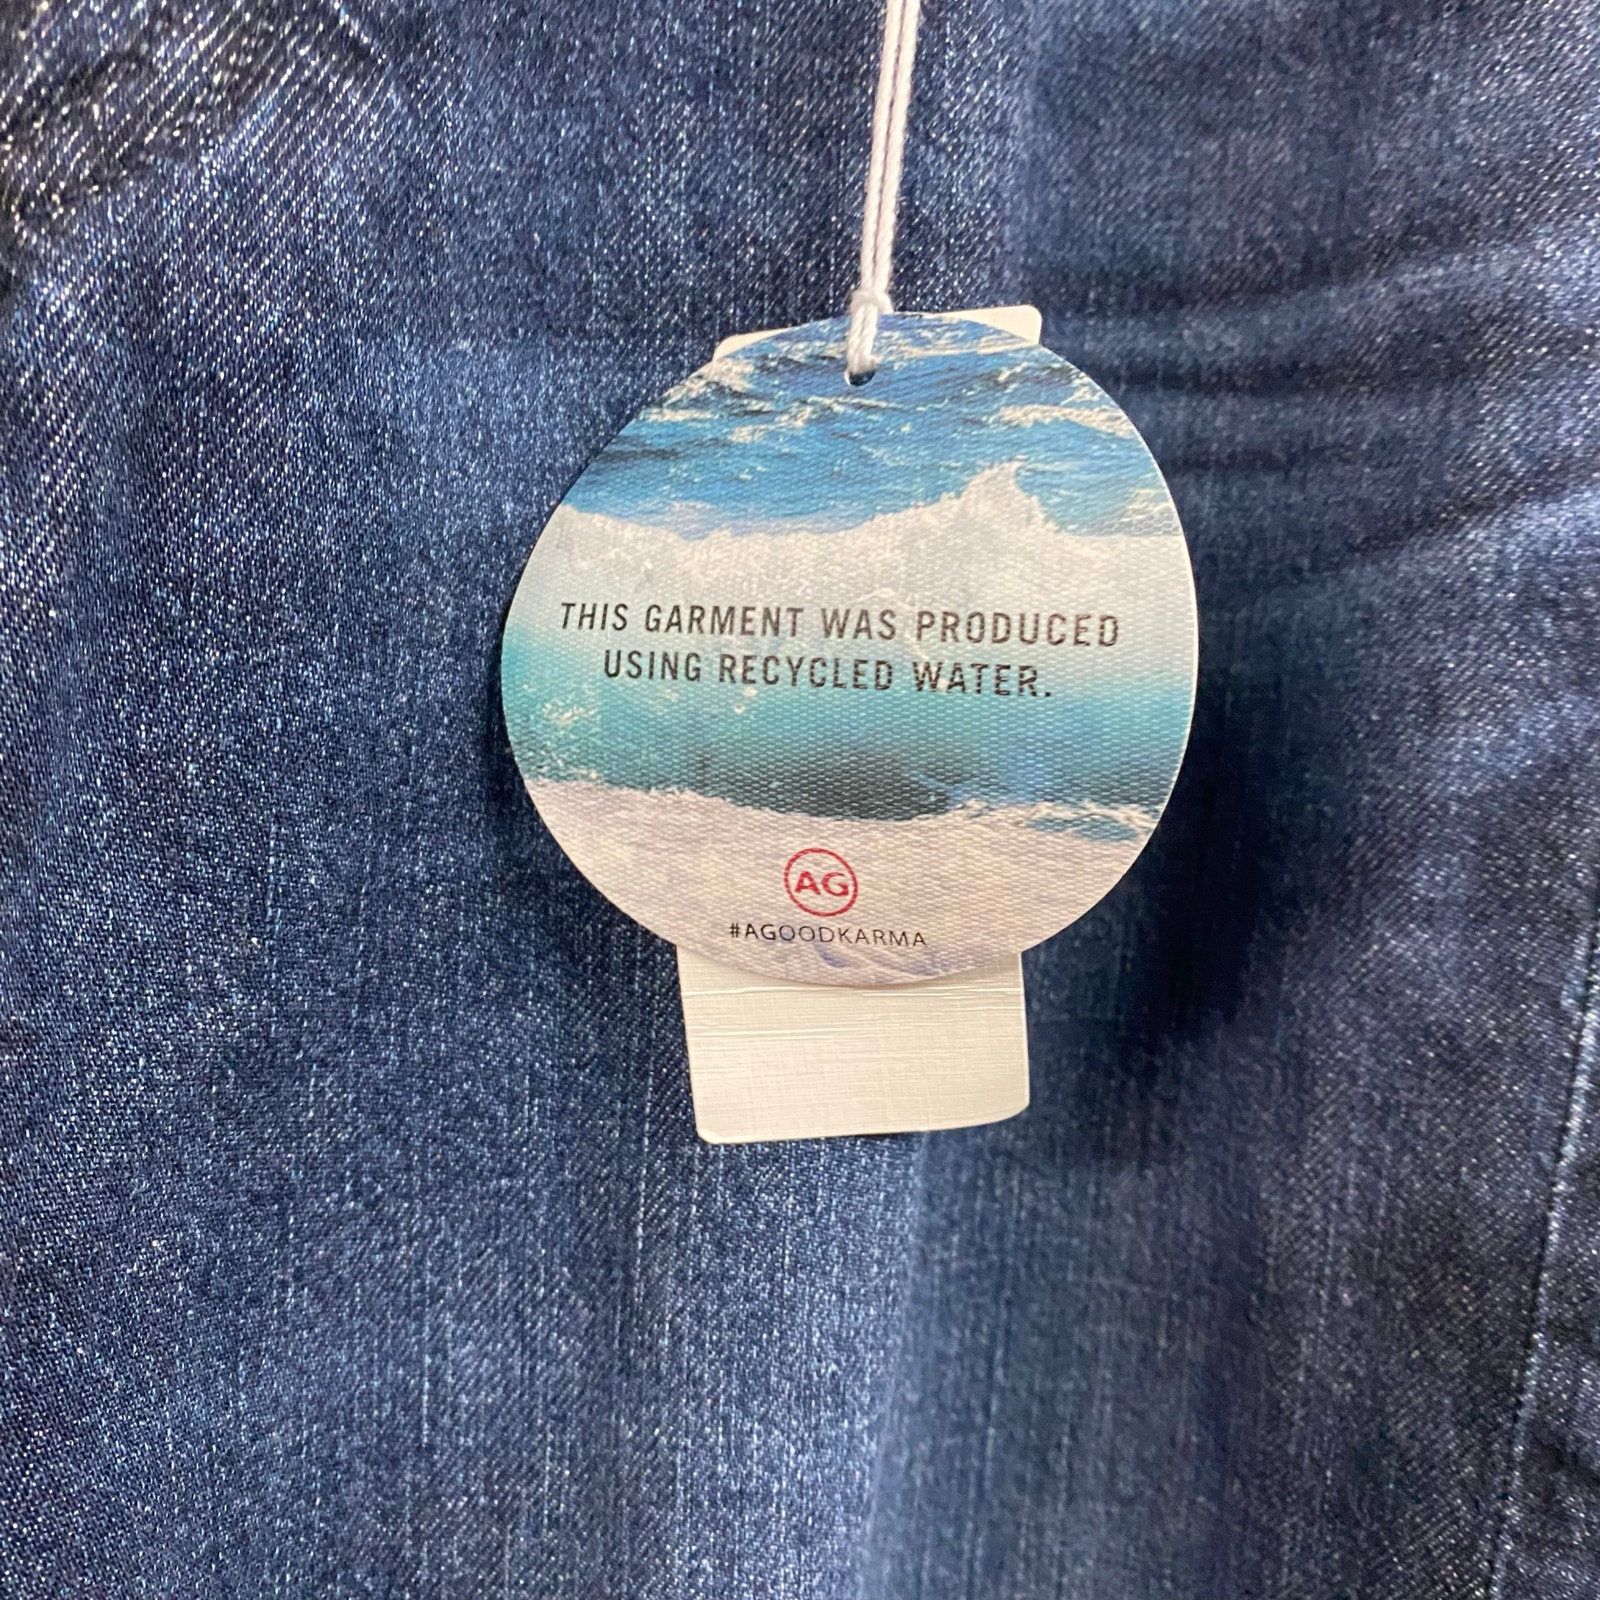 THIS GARMENT WAS PRODUCED
USING RECYCLED WATER.
AG
#AGOODKARMA